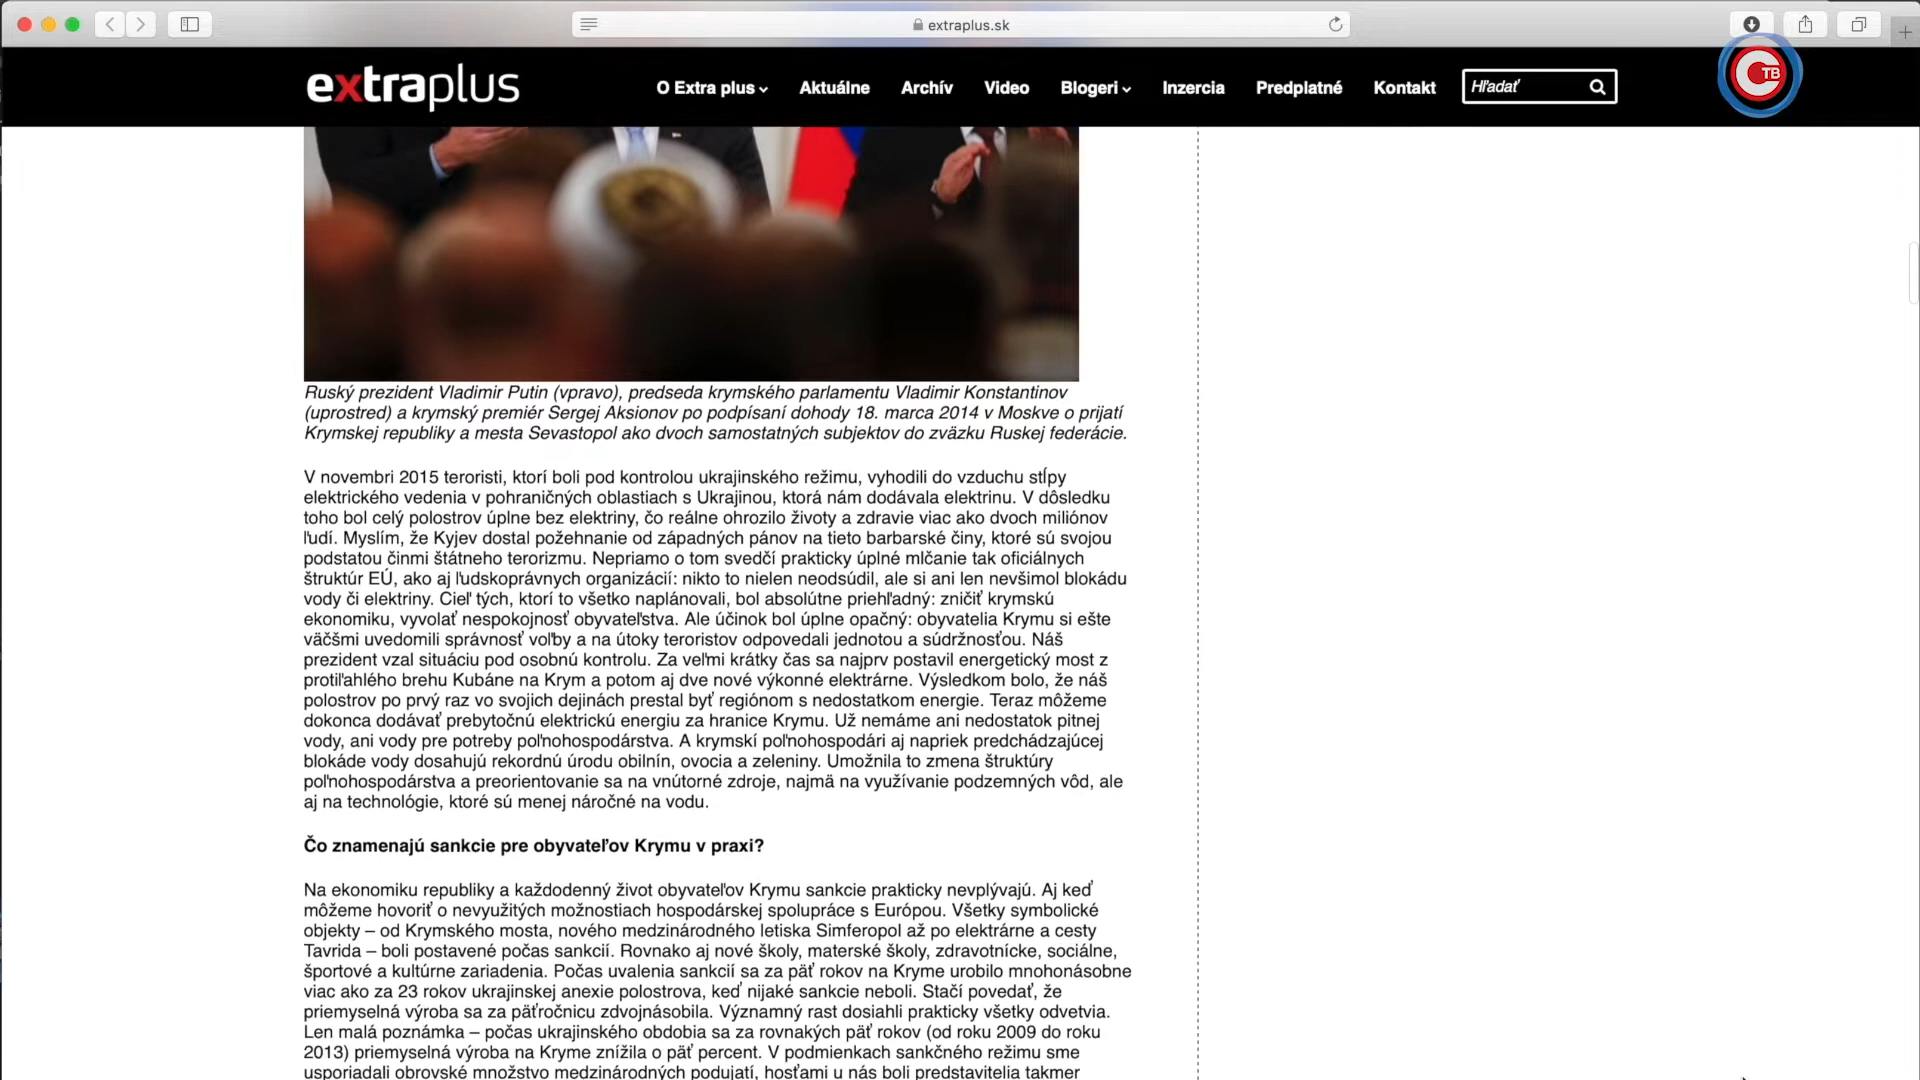 extraplus.sk
extraplus
O Extra plus
Aktuálne
Archív
Video
Blogeri
Inzercia
Predplatné
Kontakt
Hľadať
ТВ
Ruský prezident Vladimir Putin (vpravo), predseda krymského parlamentu Vladimir Konstantinov
(uprostred) a krymský premiér Sergej Aksionov po podpísaní dohody 18. marca 2014 v Moskve o prijatí
Krymskej republiky a mesta Sevastopol ako dvoch samostatných subjektov do zväzku Ruskej federácie.
V novembri 2015 teroristi, ktorí boli pod kontrolou ukrajinského režimu, vyhodili do vzduchu stĺpy
elektrického vedenia v pohraničných oblastiach s Ukrajinou, ktorá nám dodávala elektrinu. V dôsledku
toho bol celý polostrov úplne bez elektriny, čo reálne ohrozilo životy a zdravie viac ako dvoch miliónov
ľudí. Myslím, že Kyjev dostal požehnanie od západných pánov na tieto barbarské činy, ktoré sú svojou
podstatou činmi štátneho terorizmu. Nepriamo o tom svedčí prakticky úplné mlčanie tak oficiálnych
štruktúr EÚ, ako aj ľudskoprávnych organizácií: nikto to nielen neodsúdil, ale si ani len nevšimol blokádu
vody či elektriny. Cieľ tých, ktorí to všetko naplánovali, bol absolútne priehľadný: zničiť krymskú
ekonomiku, vyvolať nespokojnosť obyvateľstva. Ale účinok bol úplne opačný: obyvatelia Krymu si ešte
väčšmi uvedomili správnosť voľby a na útoky teroristov odpovedali jednotou a súdržnosťou. Náš
prezident vzal situáciu pod osobnú kontrolu. Za veľmi krátky čas sa najprv postavil energetický most z
protiľahlého brehu Kubáne na Krym a potom aj dve nové výkonné elektrárne. Výsledkom bolo, že náš
polostrov po prvý raz vo svojich dejinách prestal byť regiónom s nedostatkom energie. Teraz môžeme
dokonca dodávať prebytočnú elektrickú energiu za hranice Krymu. Už nemáme ani nedostatok pitnej
vody, ani vody pre potreby poľnohospodárstva. A krymskí poľnohospodári aj napriek predchádzajúcej
blokáde vody dosahujú rekordnú úrodu obilnín, ovocia a zeleniny. Umožnila to zmena štruktúry
poľnohospodárstva a preorientovanie sa na vnútorné zdroje, najmä na využívanie podzemných vôd, ale
aj na technológie, ktoré sú menej náročné na vodu.
Čo znamenajú sankcie pre obyvateľov Krymu v praxi?
Na ekonomiku republiky a každodenný život obyvateľov Krymu sankcie prakticky nevplývajú. Aj keď
môžeme hovoriť o nevyužitých možnostiach hospodárskej spolupráce s Európou. Všetky symbolické
objekty – od Krymského mosta, nového medzinárodného letiska Simferopol až po elektrárne a cesty
Tavrida – boli postavené počas sankcií. Rovnako aj nové školy, materské školy, zdravotnícke, sociálne,
športové a kultúrne zariadenia. Počas uvalenia sankcií sa za päť rokov na Kryme urobilo mnohonásobne
viac ako za 23 rokov ukrajinskej anexie polostrova, keď nijaké sankcie neboli. Stačí povedať, že
priemyselná výroba sa za päťročnicu zdvojnásobila. Významný rast dosiahli prakticky všetky odvetvia.
Len malá poznámka – počas ukrajinského obdobia sa za rovnakých päť rokov (od roku 2009 do roku
2013) priemyselná výroba na Kryme znížila o päť percent. V podmienkach sankčného režimu sme
usporiadali obrovské množstvo medzinárodných podujatí, hosťami u nás boli predstavitelia takmer